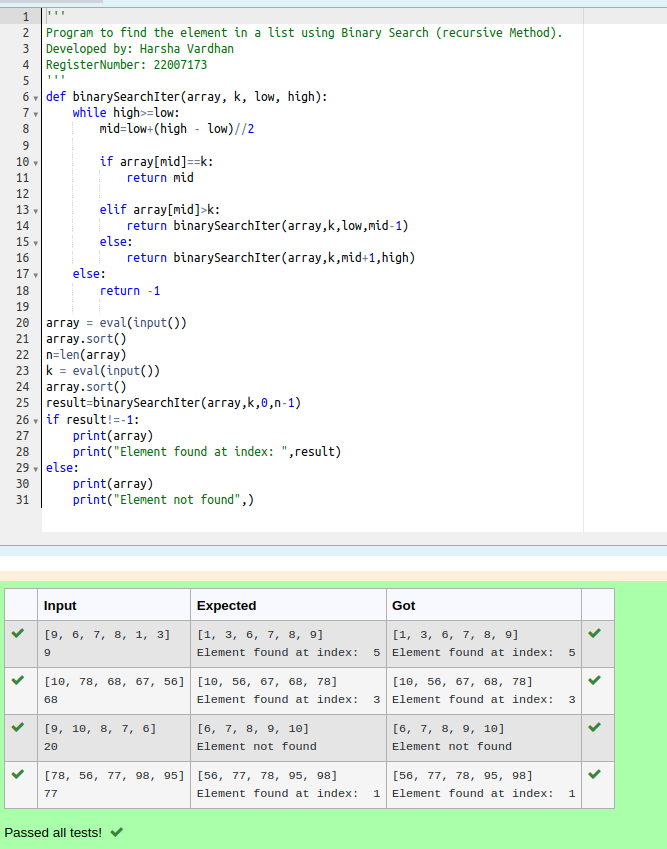 1 '''
2 Program to find the element in a list using Binary Search (recursive Method).
3 Developed by: Harsha Vardhan
4 RegisterNumber: 22007173
5 '''
6 def binarySearchIter(array, k, low, high):
7     while high>=low:
8         mid=low+(high - low)//2
9
10         if array[mid]==k:
11             return mid
12
13         elif array[mid]>k:
14             return binarySearchIter(array,k,low,mid-1)
15         else:
16             return binarySearchIter(array,k,mid+1,high)
17     else:
18         return -1
19
20 array = eval(input())
21 array.sort()
22 n=len(array)
23 k = eval(input())
24 array.sort()
25 result=binarySearchIter(array,k,0,n-1)
26 if result!=-1:
27     print(array)
28     print("Element found at index: ",result)
29 else:
30     print(array)
31     print("Element not found",)
Input Expected Got
[9, 6, 7, 8, 1, 3] [1, 3, 6, 7, 8, 9] [1, 3, 6, 7, 8, 9]
9 Element found at index:  5 Element found at index:  5
[10, 78, 68, 67, 56] [10, 56, 67, 68, 78] [10, 56, 67, 68, 78]
68 Element found at index:  3 Element found at index:  3
[9, 10, 8, 7, 6] [6, 7, 8, 9, 10] [6, 7, 8, 9, 10]
20 Element not found Element not found
[78, 56, 77, 98, 95] [56, 77, 78, 95, 98] [56, 77, 78, 95, 98]
77 Element found at index:  1 Element found at index:  1
Passed all tests!